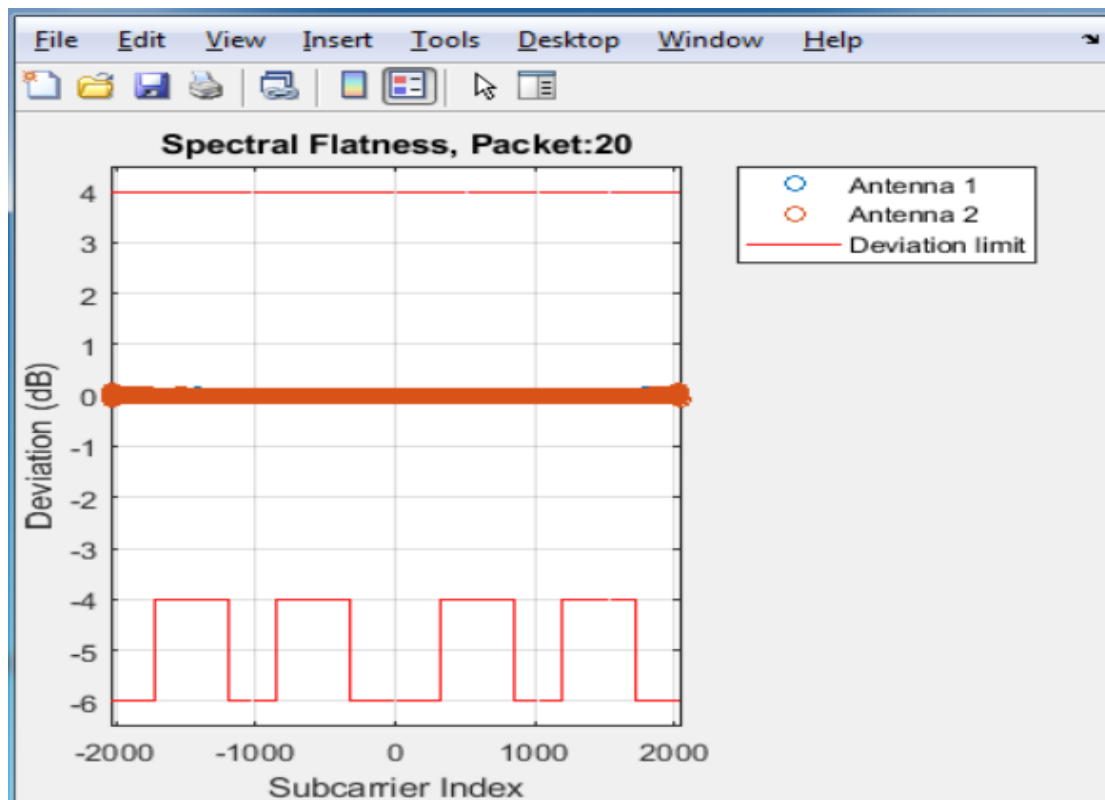 File Edit View Insert Tools Desktop Window Help
Spectral Flatness, Packet:20
Antenna 1
Antenna 2
Deviation limit
4
3
2
1
0
-1
-2
-3
-4
-5
-6
Deviation (dB)
-2000 -1000 0 1000 2000
Subcarrier Index